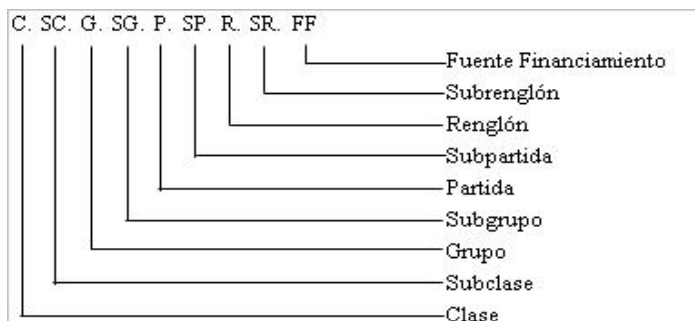 C. SC. G. SG. P. SP. R. SR. FF
Fuente Financiamiento
Subrenglón
Renglón
Subpartida
Partida
Subgrupo
Grupo
Subclase
Clase